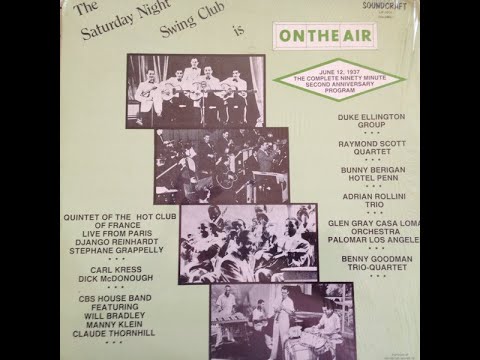 The
Saturday Night
Swing Club
is
ON THE AIR
SOUNDCRAFT
JUNE 12, 1937
THE COMPLETE NINETY MINUTE
SECOND ANNIVERSARY
PROGRAM
DUKE ELLINGTON
GROUP
***
RAYMOND SCOTT
QUARTET
***
BUNNY BERIGAN
HOTEL PENN
***
ADRIAN ROLLINI
TRIO
***
GLEN GRAY CASA LOMA
ORCHESTRA
PALOMAR LOS ANGELE
***
BENNY GOODMAN
TRIO-QUARTET
QUINTET OF THE HOT CLUB
OF FRANCE
LIVE FROM PARIS
DJANGO REINHARDT
STEPHANE GRAPPELLY
***
CARL KRESS
DICK McDONOUGH
***
CBS HOUSE BAND
FEATURING
WILL BRADLEY
MANNY KLEIN
CLAUDE THORNHILL
***